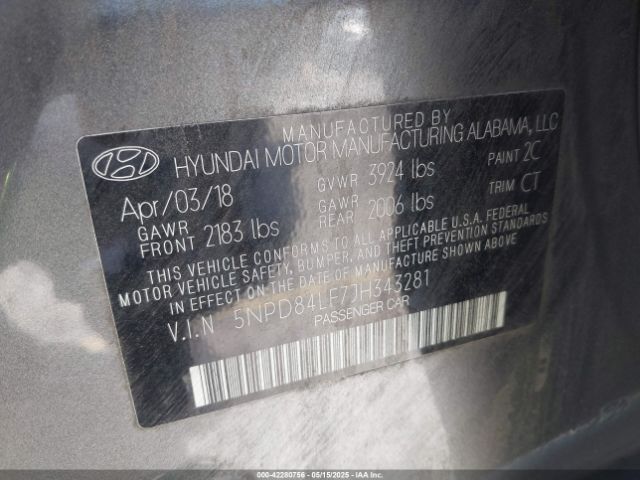 MANUFACTURED BY
HYUNDAI MOTOR MANUFACTURING ALABAMA, LLC
Apr/03/18 GVWR 3924 lbs PAINT 2C
GAWR FRONT 2183 lbs GAWR REAR 2006 lbs TRIM CT
THIS VEHICLE CONFORMS TO ALL APPLICABLE U.S.A. FEDERAL
MOTOR VEHICLE SAFETY, BUMPER, AND THEFT PREVENTION STANDARDS
IN EFFECT ON THE DATE OF MANUFACTURE SHOWN ABOVE
V.I.N 5NPD84LF7JH343281
PASSENGER CAR
000-42280756 - 05/15/2025 - © IAA Holdings, LLC